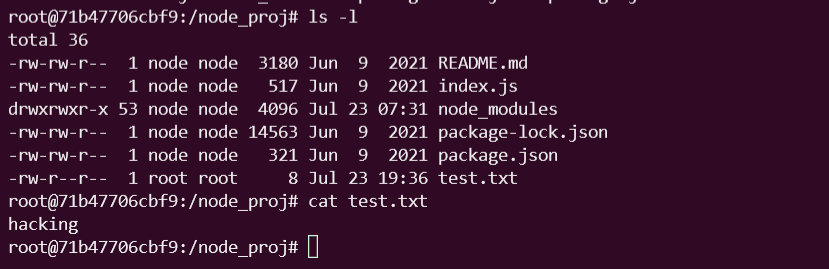 root@71b47706cbf9:/node_proj# ls -l
total 36
-rw-rw-r--  1 node node  3180 Jun  9  2021 README.md
-rw-rw-r--  1 node node   517 Jun  9  2021 index.js
drwxrwxr-x 53 node node  4096 Jul 23 07:31 node_modules
-rw-rw-r--  1 node node 14563 Jun  9  2021 package-lock.json
-rw-rw-r--  1 node node   321 Jun  9  2021 package.json
-rw-r--r--  1 root root     8 Jul 23 19:36 test.txt
root@71b47706cbf9:/node_proj# cat test.txt
hacking
root@71b47706cbf9:/node_proj#